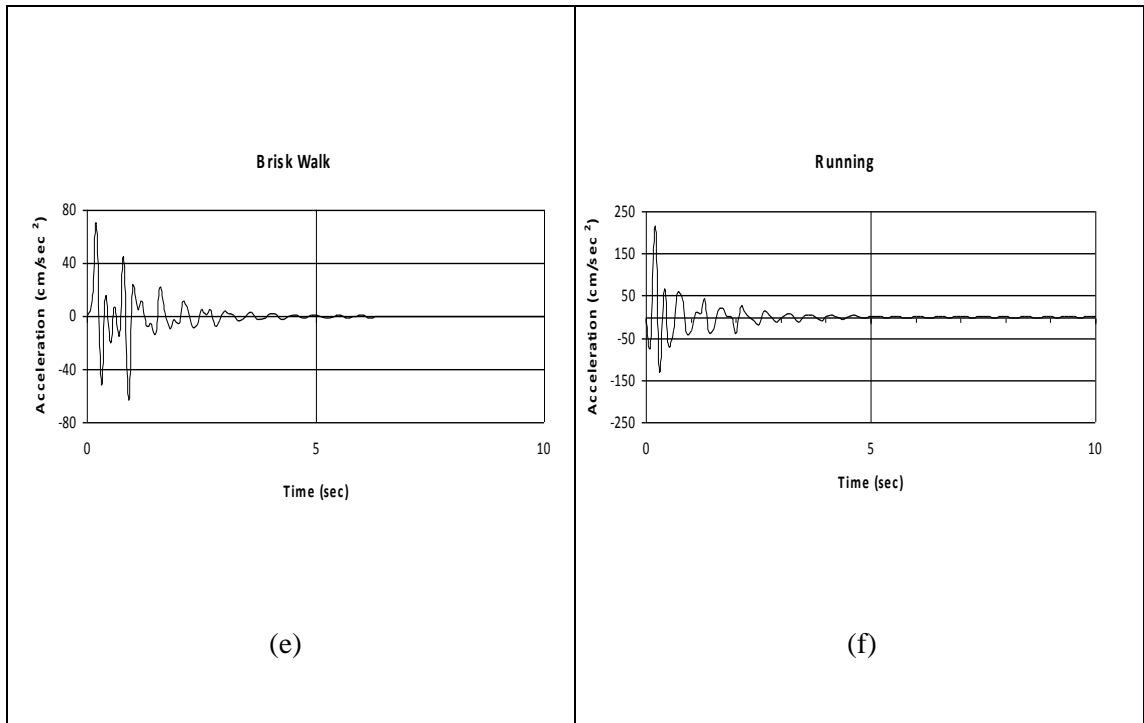 Brisk Walk
Acceleration (cm/sec ²)
80
40
0
-40
-80
0
5
10
Time (sec)
(e)
Running
Acceleration (cm/sec ²)
250
150
50
-50
-150
-250
0
5
10
Time (sec)
(f)